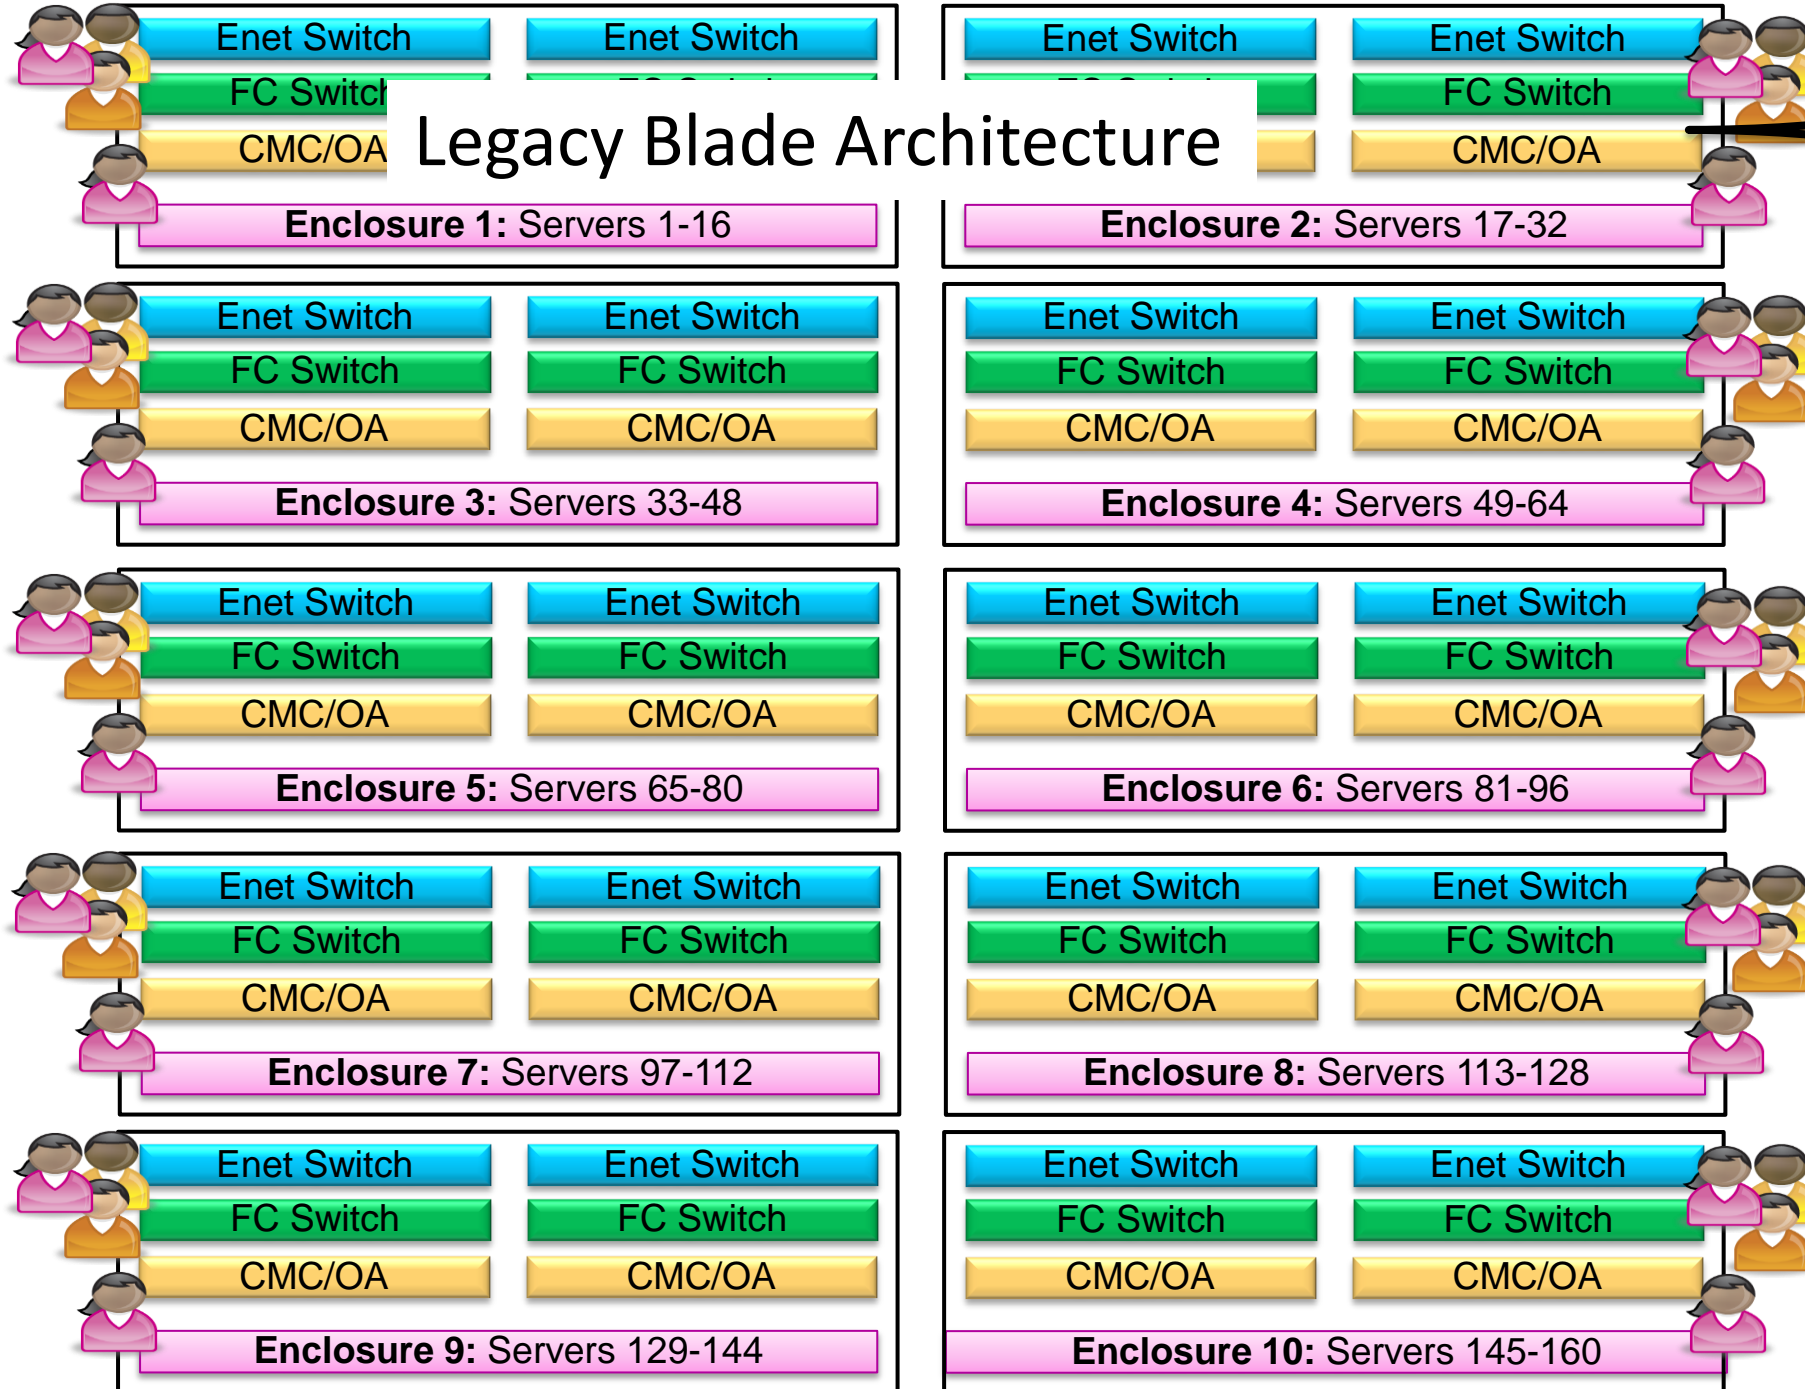 Enet Switch Enet Switch
FC Switch
CMC/OA
Enclosure 1: Servers 1-16
Enet Switch Enet Switch
FC Switch
CMC/OA
Enclosure 2: Servers 17-32
Legacy Blade Architecture
Enet Switch Enet Switch
FC Switch FC Switch
CMC/OA CMC/OA
Enclosure 3: Servers 33-48
Enet Switch Enet Switch
FC Switch FC Switch
CMC/OA CMC/OA
Enclosure 4: Servers 49-64
Enet Switch Enet Switch
FC Switch FC Switch
CMC/OA CMC/OA
Enclosure 5: Servers 65-80
Enet Switch Enet Switch
FC Switch FC Switch
CMC/OA CMC/OA
Enclosure 6: Servers 81-96
Enet Switch Enet Switch
FC Switch FC Switch
CMC/OA CMC/OA
Enclosure 7: Servers 97-112
Enet Switch Enet Switch
FC Switch FC Switch
CMC/OA CMC/OA
Enclosure 8: Servers 113-128
Enet Switch Enet Switch
FC Switch FC Switch
CMC/OA CMC/OA
Enclosure 9: Servers 129-144
Enet Switch Enet Switch
FC Switch FC Switch
CMC/OA CMC/OA
Enclosure 10: Servers 145-160